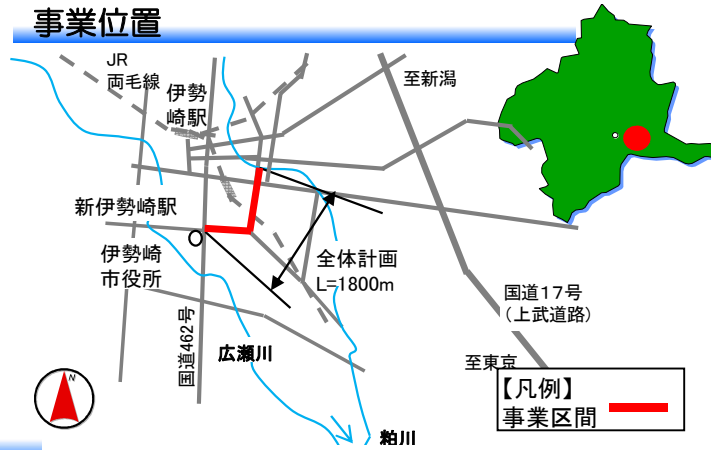 事業位置
JR
両毛線
伊勢
崎駅
至新潟
新伊勢崎駅
伊勢崎
市役所
全体計画
L=1800m
国道17号
（上武道路）
国道462号
広瀬川
至東京
【凡例】
事業区間
N
粕川